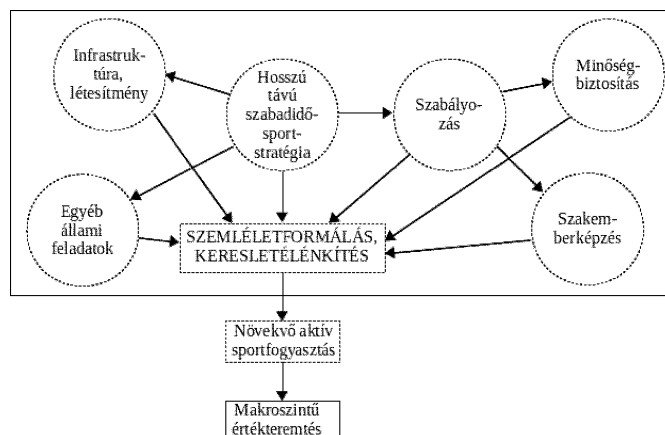 Infrastruk-
túra,
létesítmény
Hosszú
távú
szabadidő-
sport-
stratégia
Szabályo-
zás
Minőség-
biztosítás
Egyéb
állami
feladatok
SZEMLÉLETFORMÁLÁS,
KERESLETÉLÉNKÍTÉS
Szakem-
berképzés
Növekvő aktív
sportfogyasztás
Makroszintű
értékteremtés